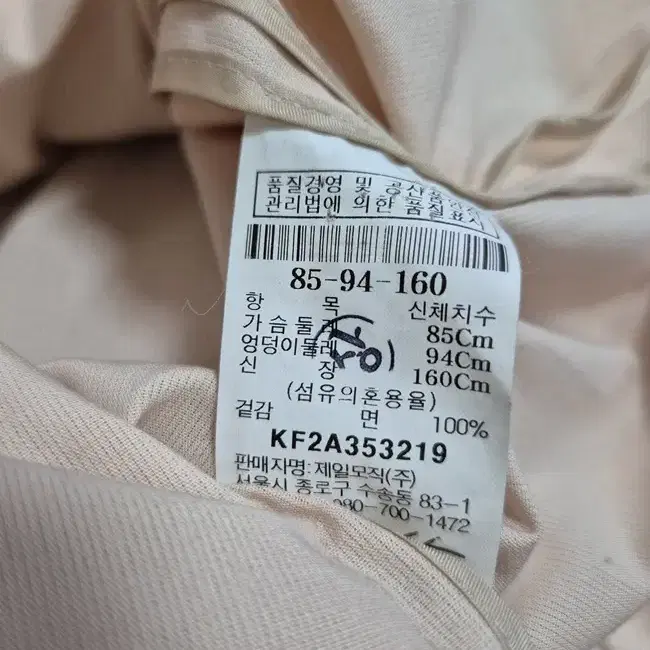 품질경영 및 공산품안전
관리법에 의한 품질표시
85-94-160
항 목 신체치수
가슴둘레 85Cm
엉덩이둘레 94Cm
신 장 160Cm
(섬유의혼용율)
겉감 면 100%
KF2A353219
판매자명: 제일모직(주)
서울시 종로구 수송동 83-1
080-700-1472